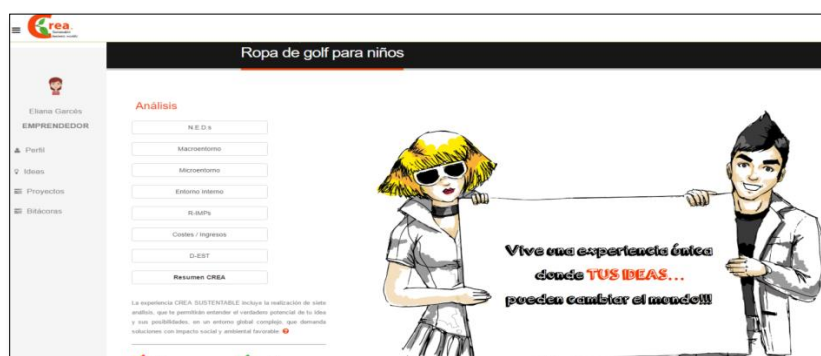 Crea
Ropa de golf para niños
Eliana Garcés
EMPRENDEDOR
Perfil
Ideas
Proyectos
Bitácoras
Análisis
N.E.D.s
Macroentorno
Microentorno
Entorno Interno
R-IMPs
Costes / Ingresos
D-EST
Resumen CREA
La experiencia CREA SUSTENTABLE incluye la realización de siete
análisis, que te permitirán entender el verdadero potencial de tu idea
y sus posibilidades, en un entorno global complejo, que demanda
soluciones con impacto social y ambiental favorable.
Vive una experiencia única
donde TUS IDEAS...
pueden cambiar el mundo!!!